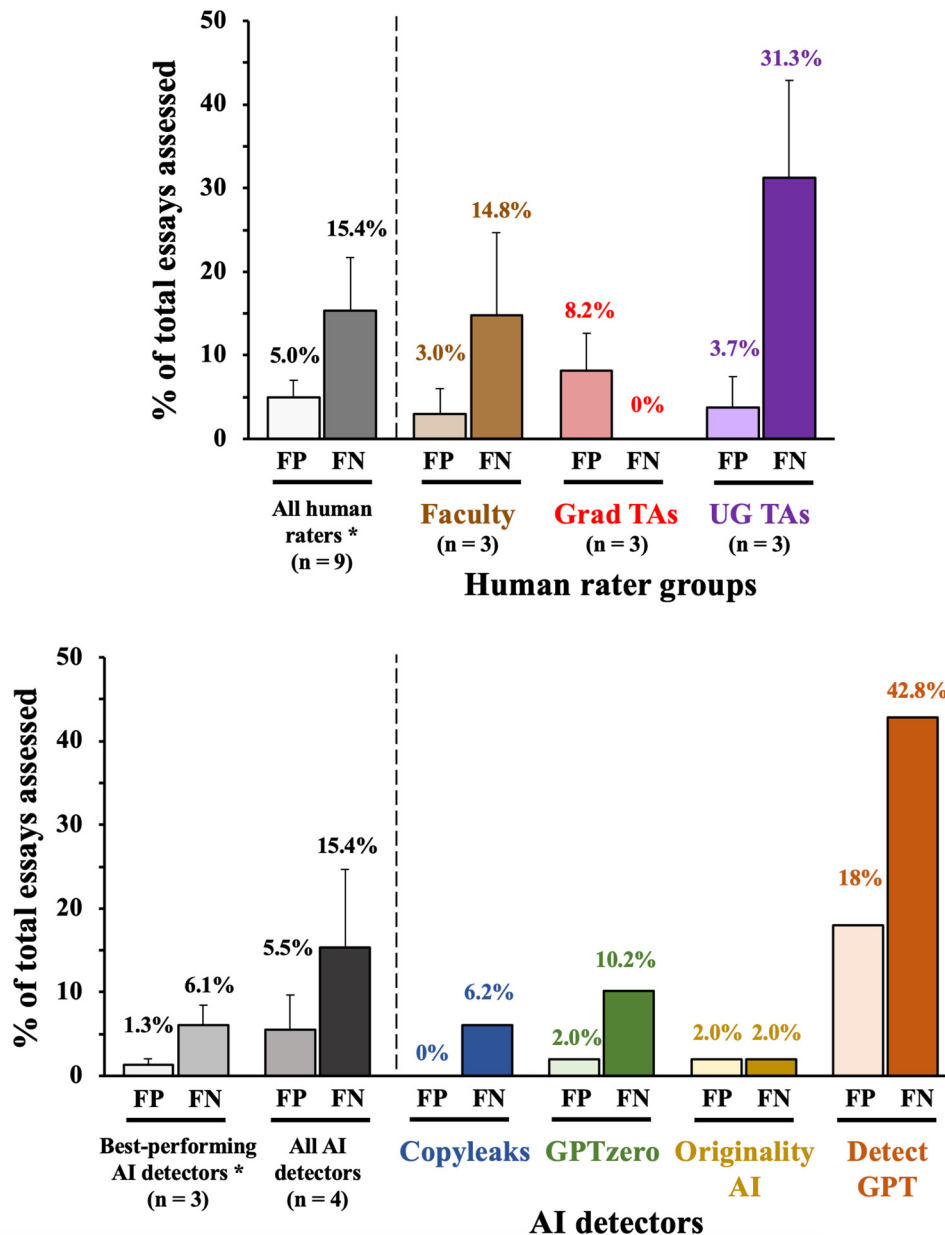 % of total essays assessed
50
40
30
20
10
0
5.0%
15.4%
3.0%
14.8%
8.2%
0%
3.7%
31.3%
FP FN FP FN FP FN FP FN
All human
raters *
(n = 9)
Faculty
(n = 3)
Grad TAs
(n = 3)
UG TAs
(n = 3)
Human rater groups
% of total essays assessed
50
40
30
20
10
0
1.3%
6.1%
5.5%
15.4%
0%
6.2%
2.0%
10.2%
2.0%
2.0%
18%
42.8%
FP FN FP FN FP FN FP FN FP FN FP FN
Best-performing
AI detectors *
(n = 3)
All AI
detectors
(n = 4)
Copyleaks
GPTzero
Originality
AI
Detect
GPT
AI detectors